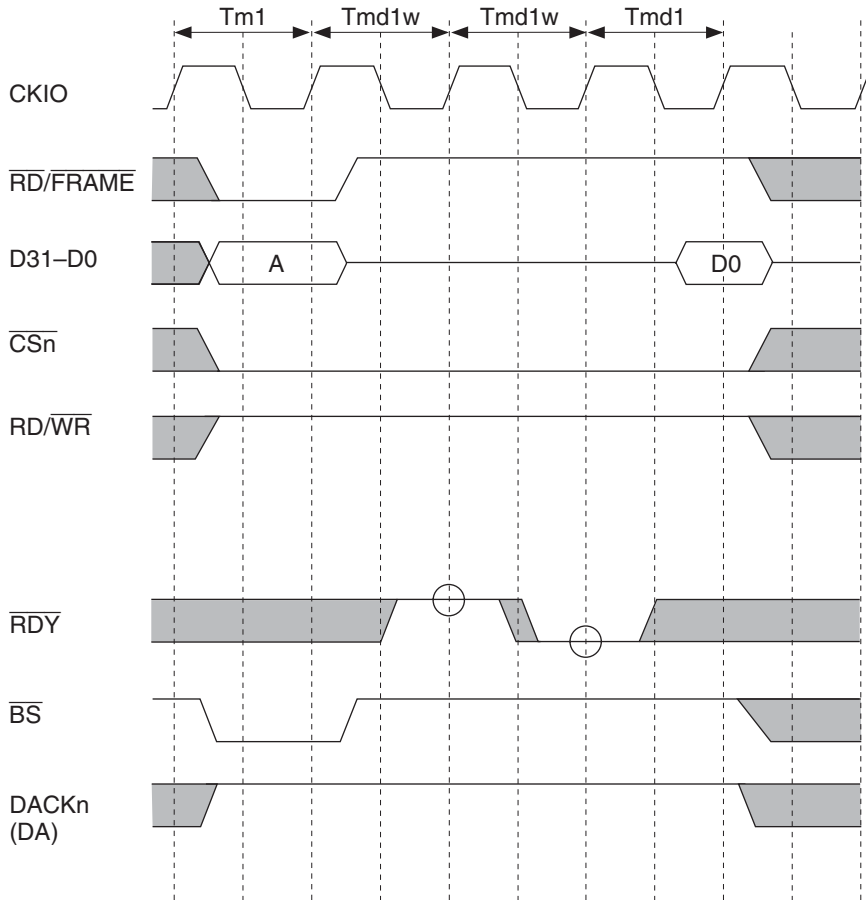 Tm1 Tmd1w Tmd1w Tmd1
CKIO
RD/FRAME
D31–D0 A D0
CSn
RD/WR
RDY
BS
DACKn
(DA)